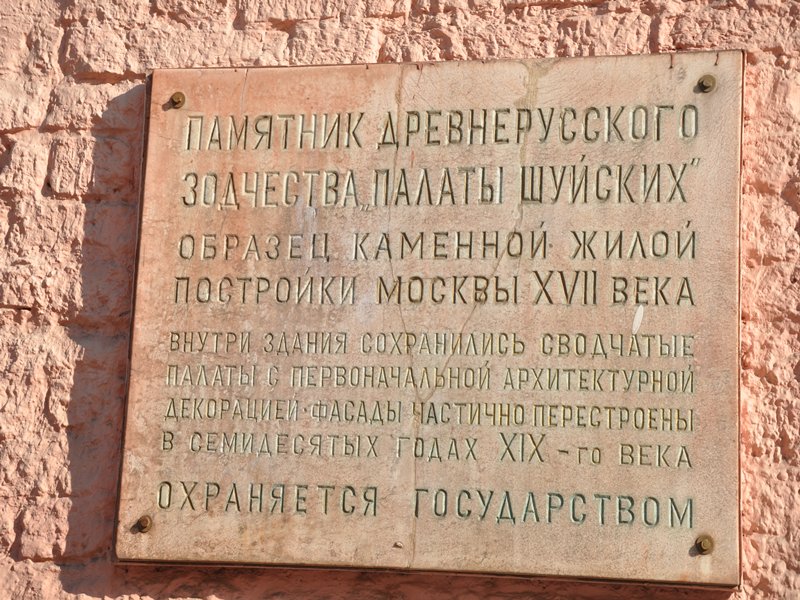 ПАМЯТНИК ДРЕВНЕРУССКОГО
ЗОДЧЕСТВА „ПАЛАТЫ ШУЙСКИХ”
ОБРАЗЕЦ КАМЕННОЙ ЖИЛОЙ
ПОСТРОЙКИ МОСКВЫ XVII ВЕКА
ВНУТРИ ЗДАНИЯ СОХРАНИЛИСЬ СВОДЧАТЫЕ
ПАЛАТЫ С ПЕРВОНАЧАЛЬНОЙ АРХИТЕКТУРНОЙ
ДЕКОРАЦИЕЙ·ФАСАДЫ ЧАСТИЧНО ПЕРЕСТРОЕНЫ
В СЕМИДЕСЯТЫХ ГОДАХ XIX-го ВЕКА
ОХРАНЯЕТСЯ ГОСУДАРСТВОМ